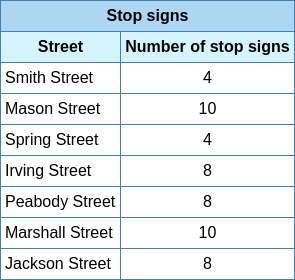 Stop signs
Street Number of stop signs
Smith Street 4
Mason Street 10
Spring Street 4
Irving Street 8
Peabody Street 8
Marshall Street 10
Jackson Street 8